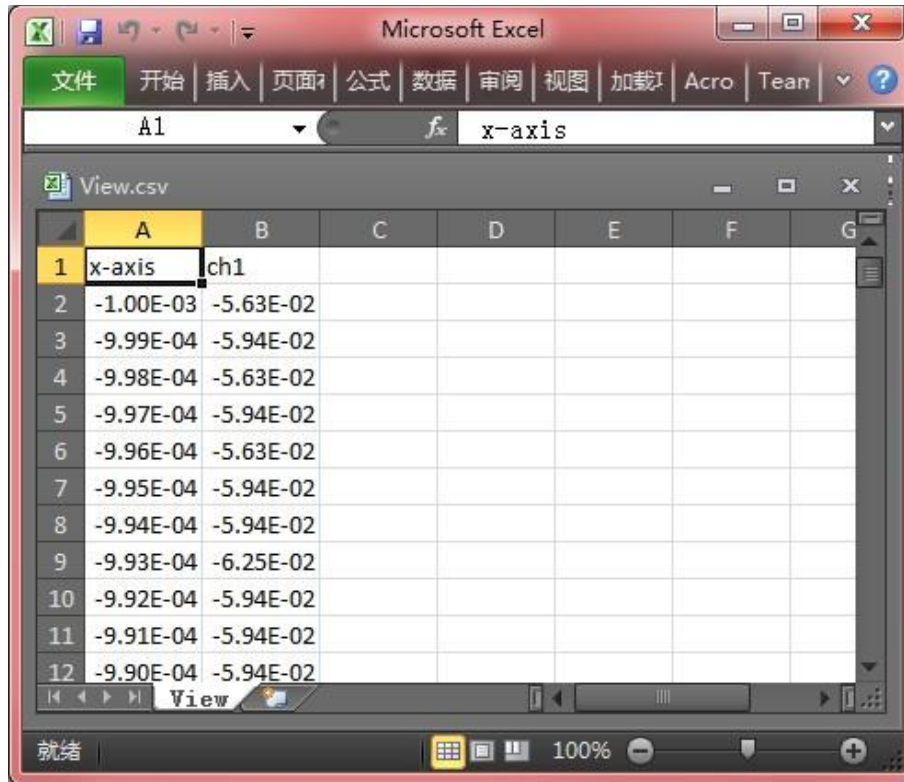 Microsoft Excel
文件 开始 插入 页面 公式 数据 审阅 视图 加载 Acro Tean
A1 fx x-axis
View.csv
A B C D E F G
1 x-axis ch1
2 -1.00E-03 -5.63E-02
3 -9.99E-04 -5.94E-02
4 -9.98E-04 -5.63E-02
5 -9.97E-04 -5.94E-02
6 -9.96E-04 -5.63E-02
7 -9.95E-04 -5.94E-02
8 -9.94E-04 -5.94E-02
9 -9.93E-04 -6.25E-02
10 -9.92E-04 -5.94E-02
11 -9.91E-04 -5.94E-02
12 -9.90E-04 -5.94E-02
View
就绪 100%